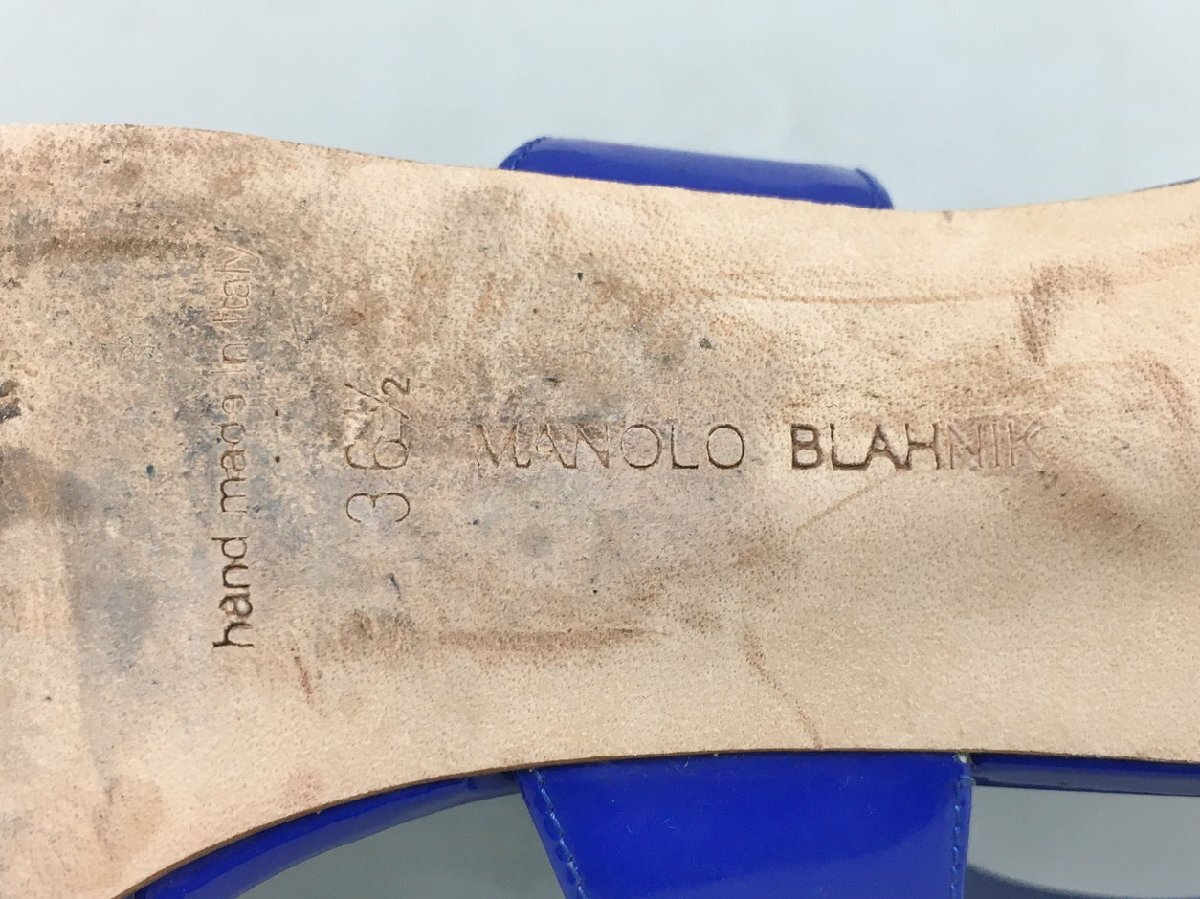 MANOLO BLAHNIK
36½
hand made in Italy